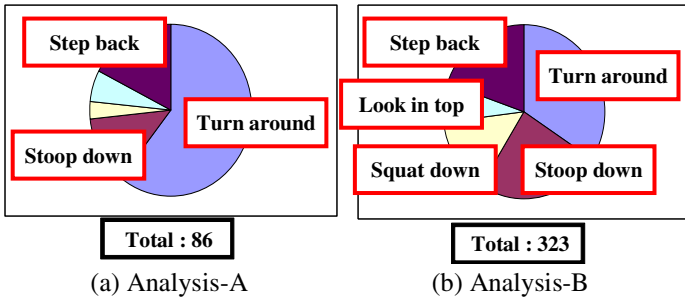 Step back
Turn around
Stoop down
Total : 86
(a) Analysis-A
Step back
Turn around
Look in top
Squat down
Stoop down
Total : 323
(b) Analysis-B